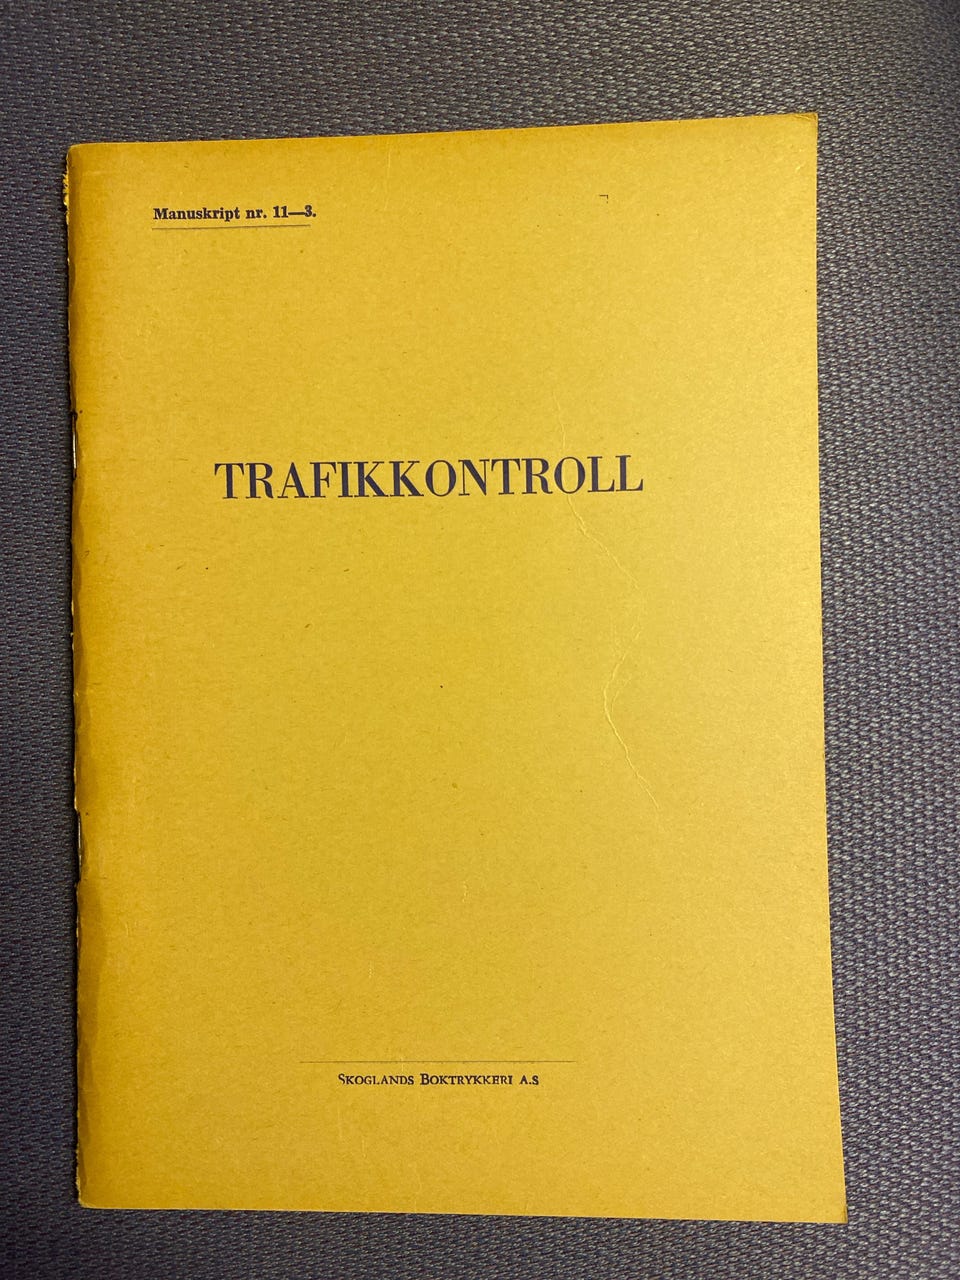 Manuskript nr. 11—3.
TRAFIKKONTROLL
SKOGLANDS BOKTRYKKERI A.S